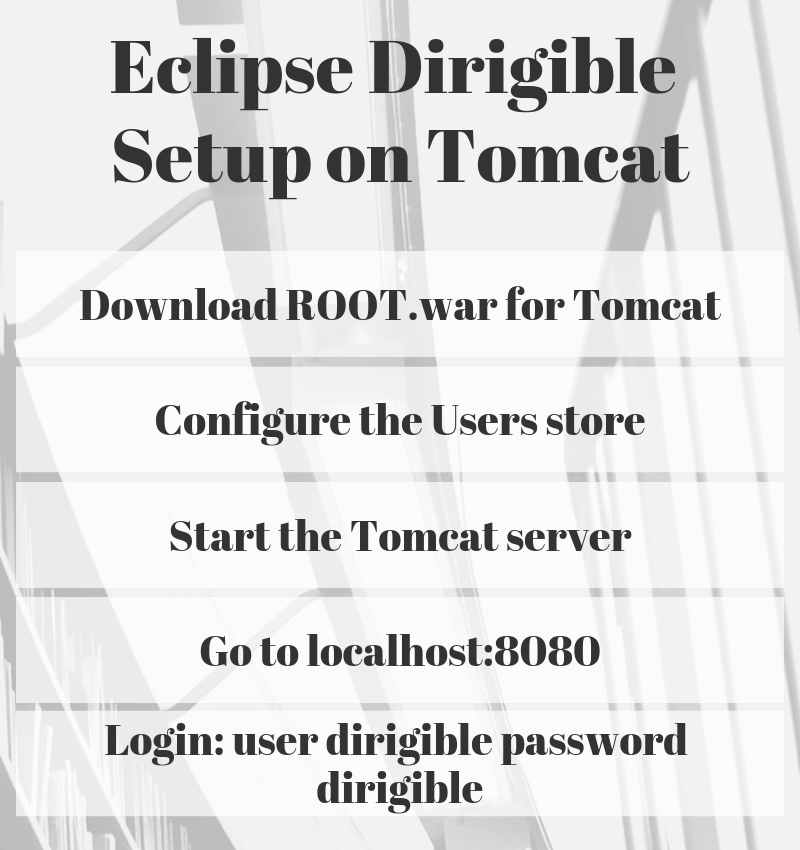 Eclipse Dirigible
Setup on Tomcat
Download ROOT.war for Tomcat
Configure the Users store
Start the Tomcat server
Go to localhost:8080
Login: user dirigible password
dirigible